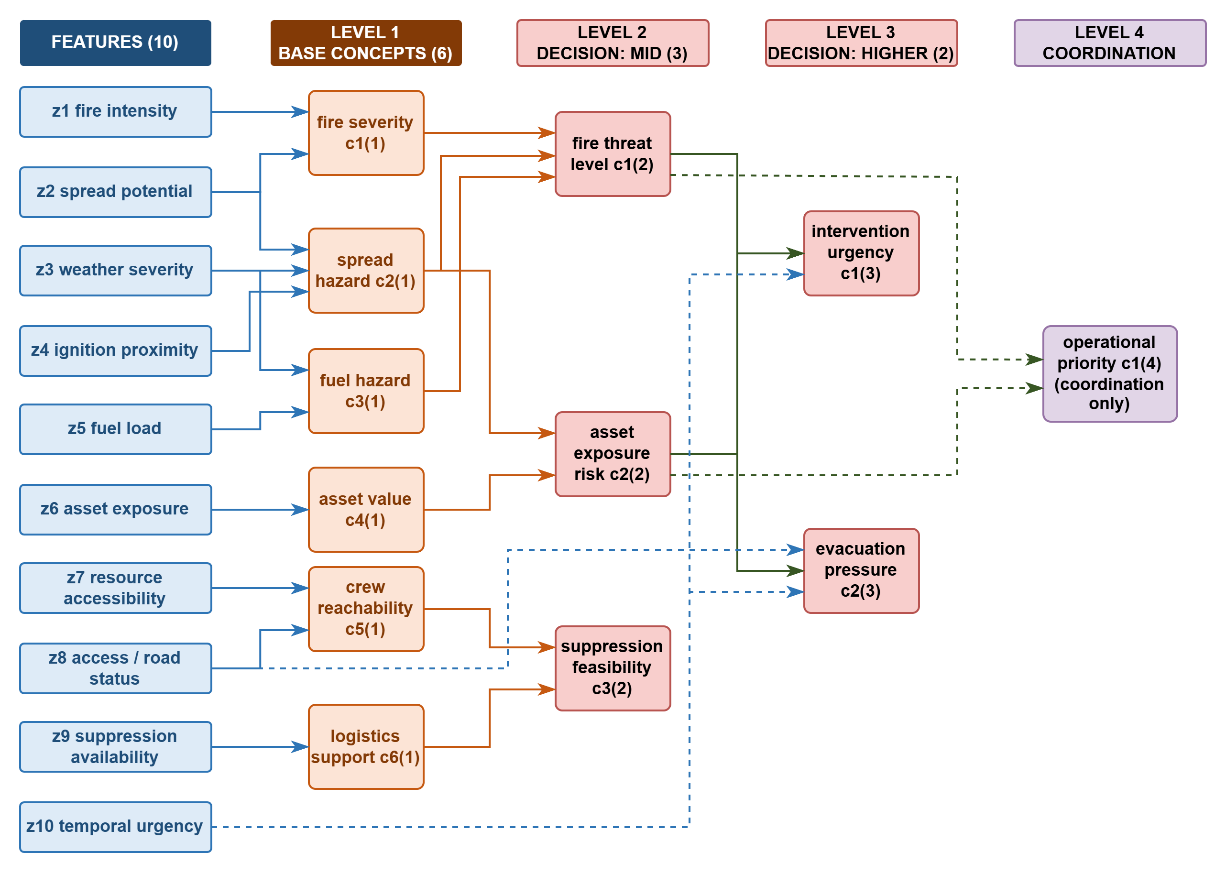 FEATURES (10)
LEVEL 1
BASE CONCEPTS (6)
LEVEL 2
DECISION: MID (3)
LEVEL 3
DECISION: HIGHER (2)
LEVEL 4
COORDINATION
z1 fire intensity
z2 spread potential
z3 weather severity
z4 ignition proximity
z5 fuel load
z6 asset exposure
z7 resource
accessibility
z8 access / road
status
z9 suppression
availability
z10 temporal urgency
fire severity
c1(1)
spread
hazard c2(1)
fuel hazard
c3(1)
asset value
c4(1)
crew
reachability
c5(1)
logistics
support c6(1)
fire threat
level c1(2)
asset
exposure
risk c2(2)
suppression
feasibility
c3(2)
intervention
urgency
c1(3)
evacuation
pressure
c2(3)
operational
priority c1(4)
(coordination
only)